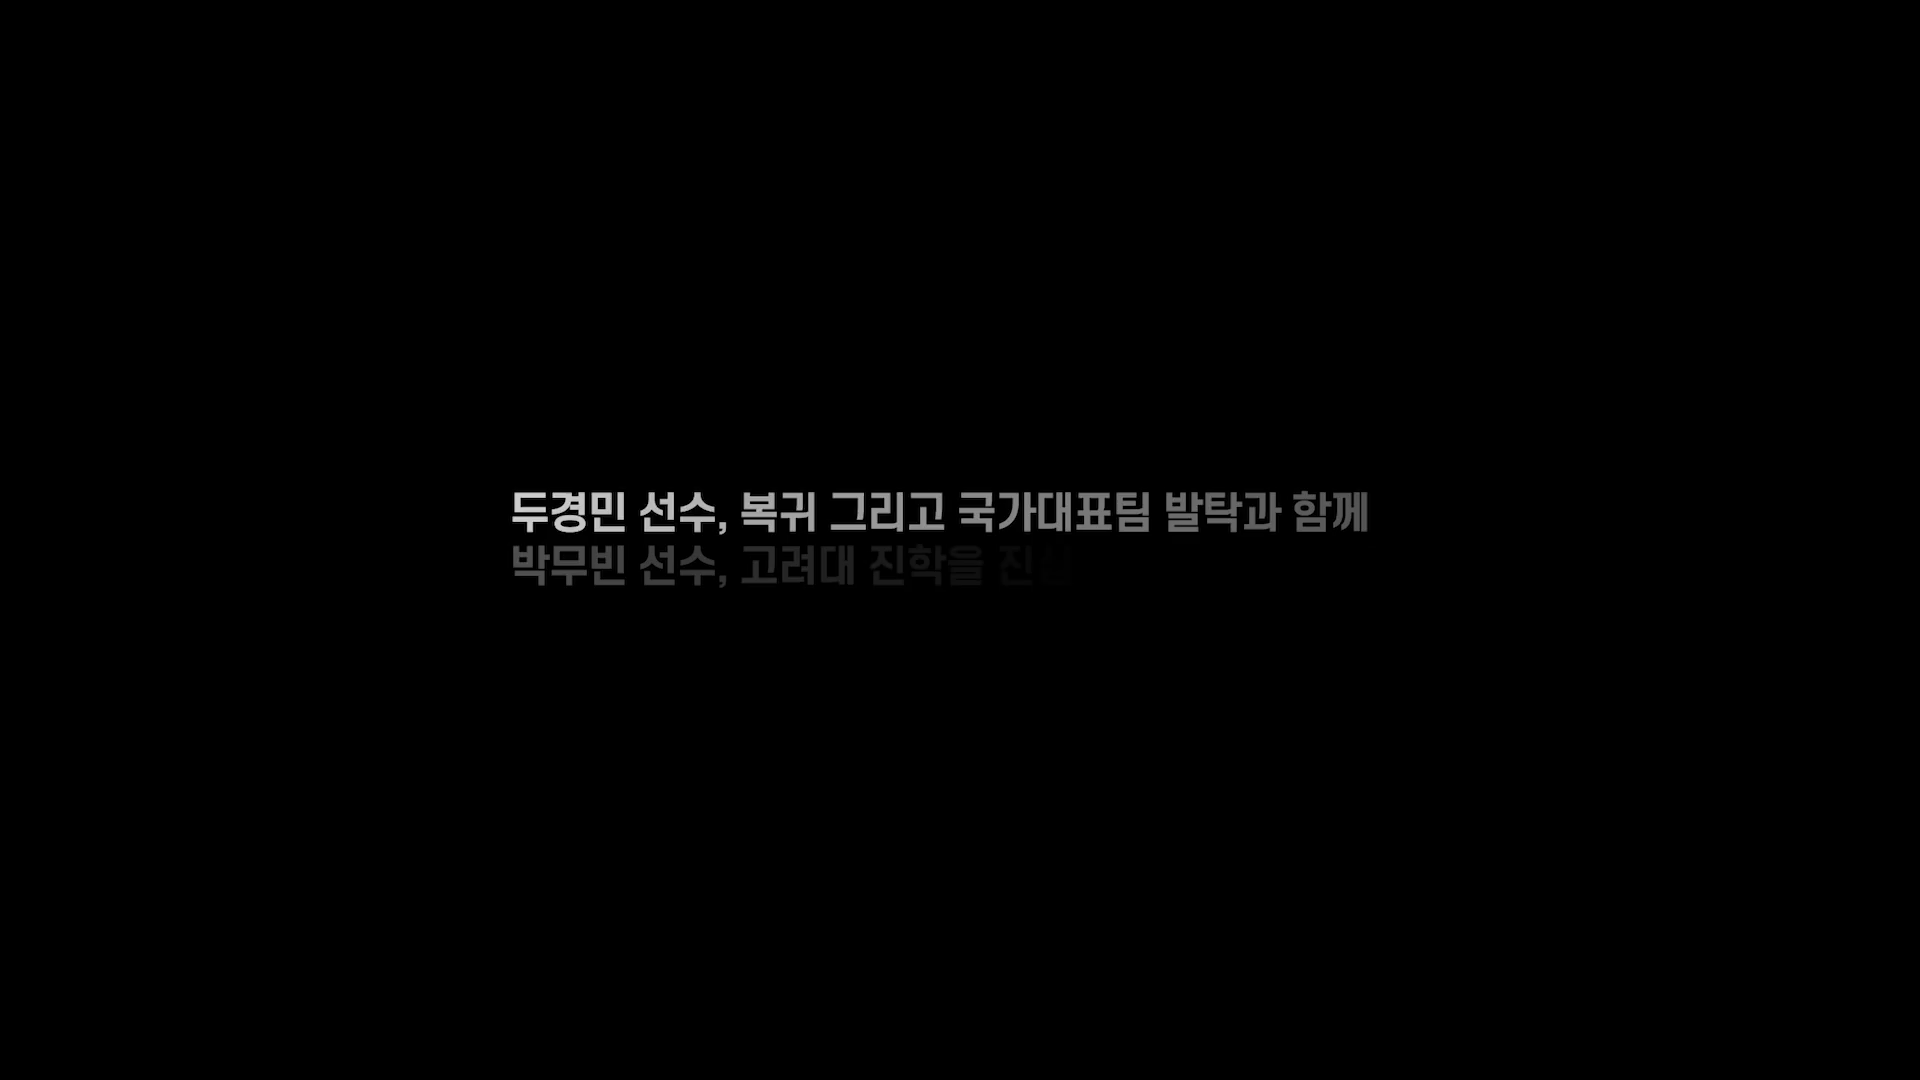 두경민 선수, 복귀 그리고 국가대표팀 발탁과 함께
박무빈 선수, 고려대 진학을 진심